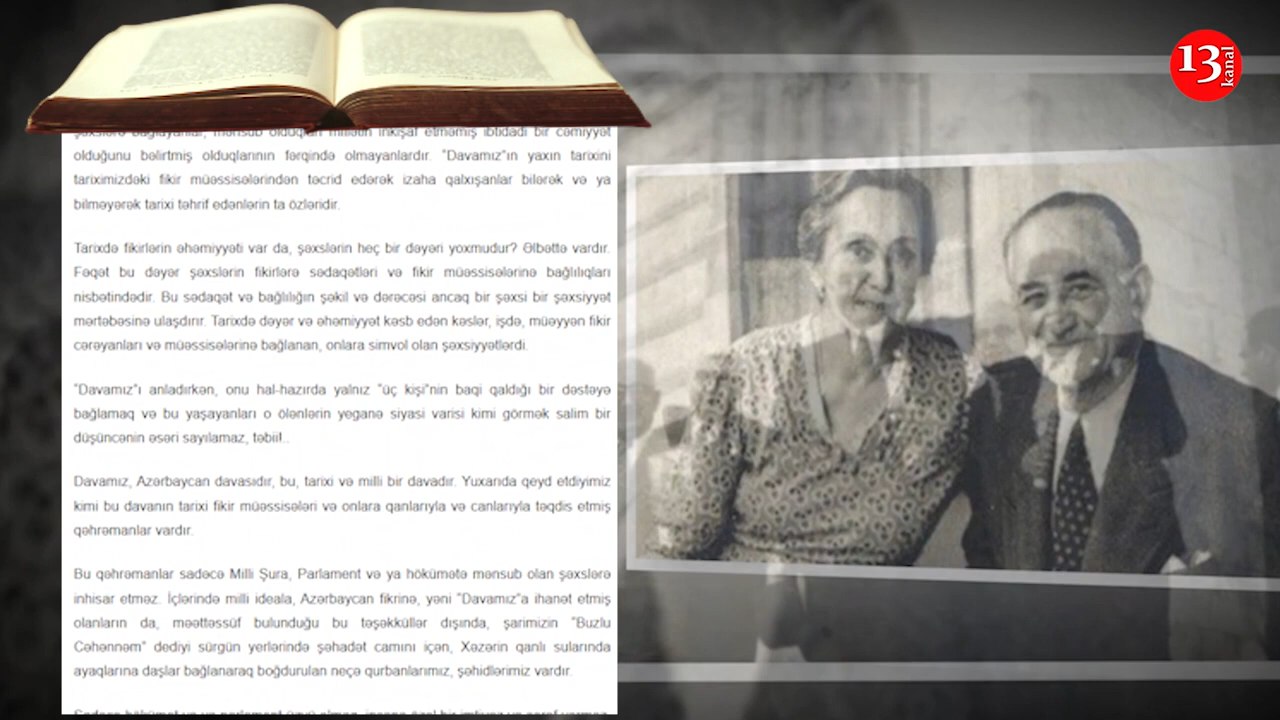 13
kanal
şəxslərə bağlayanlar, mənsub olduqları millətin inkişaf etməmiş ibtidai bir cəmiyyət
olduğunu bəlirtmiş olduqlarının fərqində olmayanlardır. "Davamız"ın yaxın tarixini
tariximizdəki fikir müəssisələrindən təcrid edərək izaha qalxışanlar bilərək və ya
bilməyərək tarixi təhrif edənlərin ta özləridir.
Tarixdə fikirlərin əhəmiyyəti var da, şəxslərin heç bir dəyəri yoxmudur? Əlbəttə vardır.
Fəqət bu dəyər şəxslərin fikirlərə sədaqətləri və fikir müəssisələrinə bağlılıqları
nisbətindədir. Bu sədaqət və bağlılığın şəkil və dərəcəsi ancaq bir şəxsi bir şəxsiyyət
mərtəbəsinə ulaşdırır. Tarixdə dəyər və əhəmiyyət kəsb edən kəslər, işdə, müəyyən fikir
cərəyanları və müəssisələrinə bağlanan, onlara simvol olan şəxsiyyətlərdi.
"Davamız"ı anladırkən, onu hal-hazırda yalnız "üç kişi"nin baqi qaldığı bir dəstəyə
bağlamaq və bu yaşayanları o ölənlərin yeganə siyasi varisi kimi görmək salim bir
düşüncənin əsəri sayılamaz, təbii!..
Davamız, Azərbaycan davasıdır, bu, tarixi və milli bir davadır. Yuxarıda qeyd etdiyimiz
kimi bu davanın tarixi fikir müəssisələri və onlara qanlarıyla və canlarıyla təqdis etmiş
qəhrəmanlar vardır.
Bu qəhrəmanlar sadəcə Milli Şura, Parlament və ya hökümətə mənsub olan şəxslərə
inhisar etməz. İçlərində milli ideala, Azərbaycan fikrinə, yəni "Davamız"a ihanət etmiş
olanların da, məəttəssüf bulunduğu bu təşəkküllər dışında, şarimizin "Buzlu
Cəhənnəm" dediyi sürgün yerlərində şəhadət camını içən, Xəzərin qanlı sularında
ayaqlarına daşlar bağlanaraq boğdurulan neçə qurbanlarımız, şəhidlərimiz vardır.